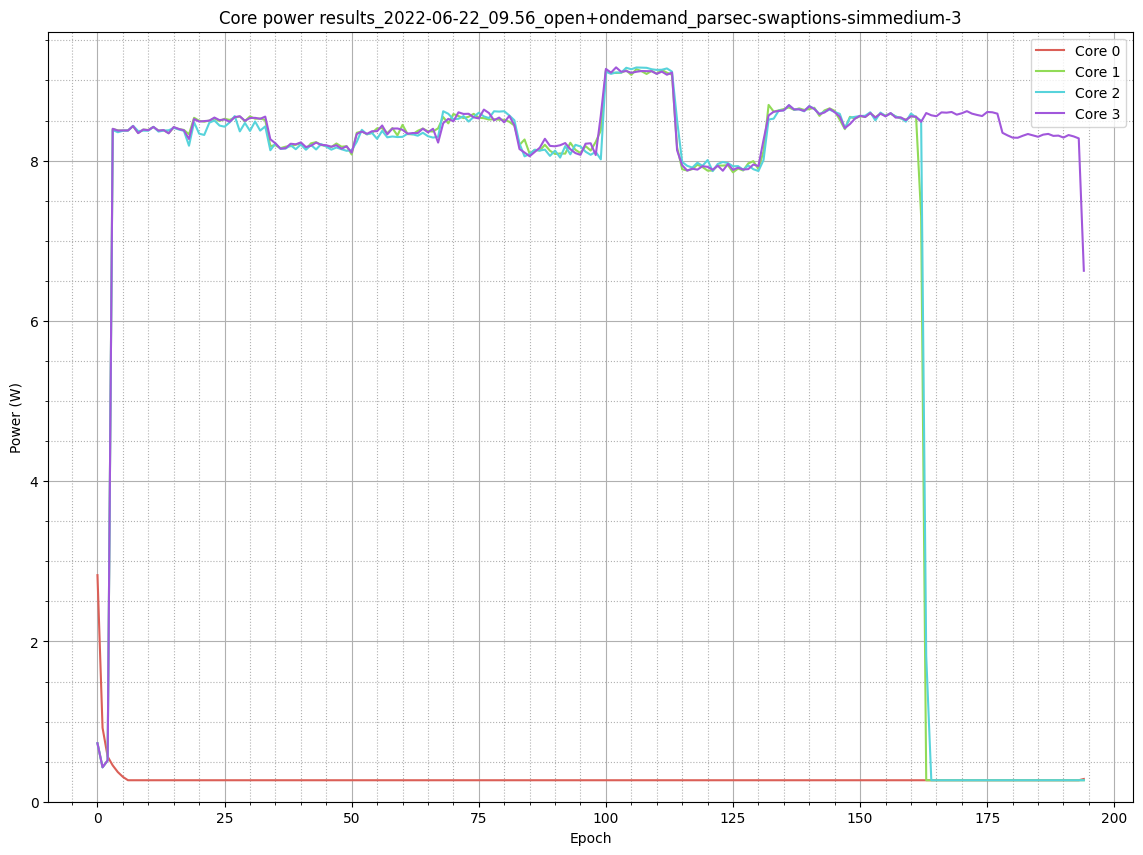 Core power results_2022-06-22_09.56_open+ondemand_parsec-swaptions-simmedium-3
Core 0
Core 1
Core 2
Core 3
8
6
4
2
0
Power (W)
0 25 50 75 100 125 150 175 200
Epoch